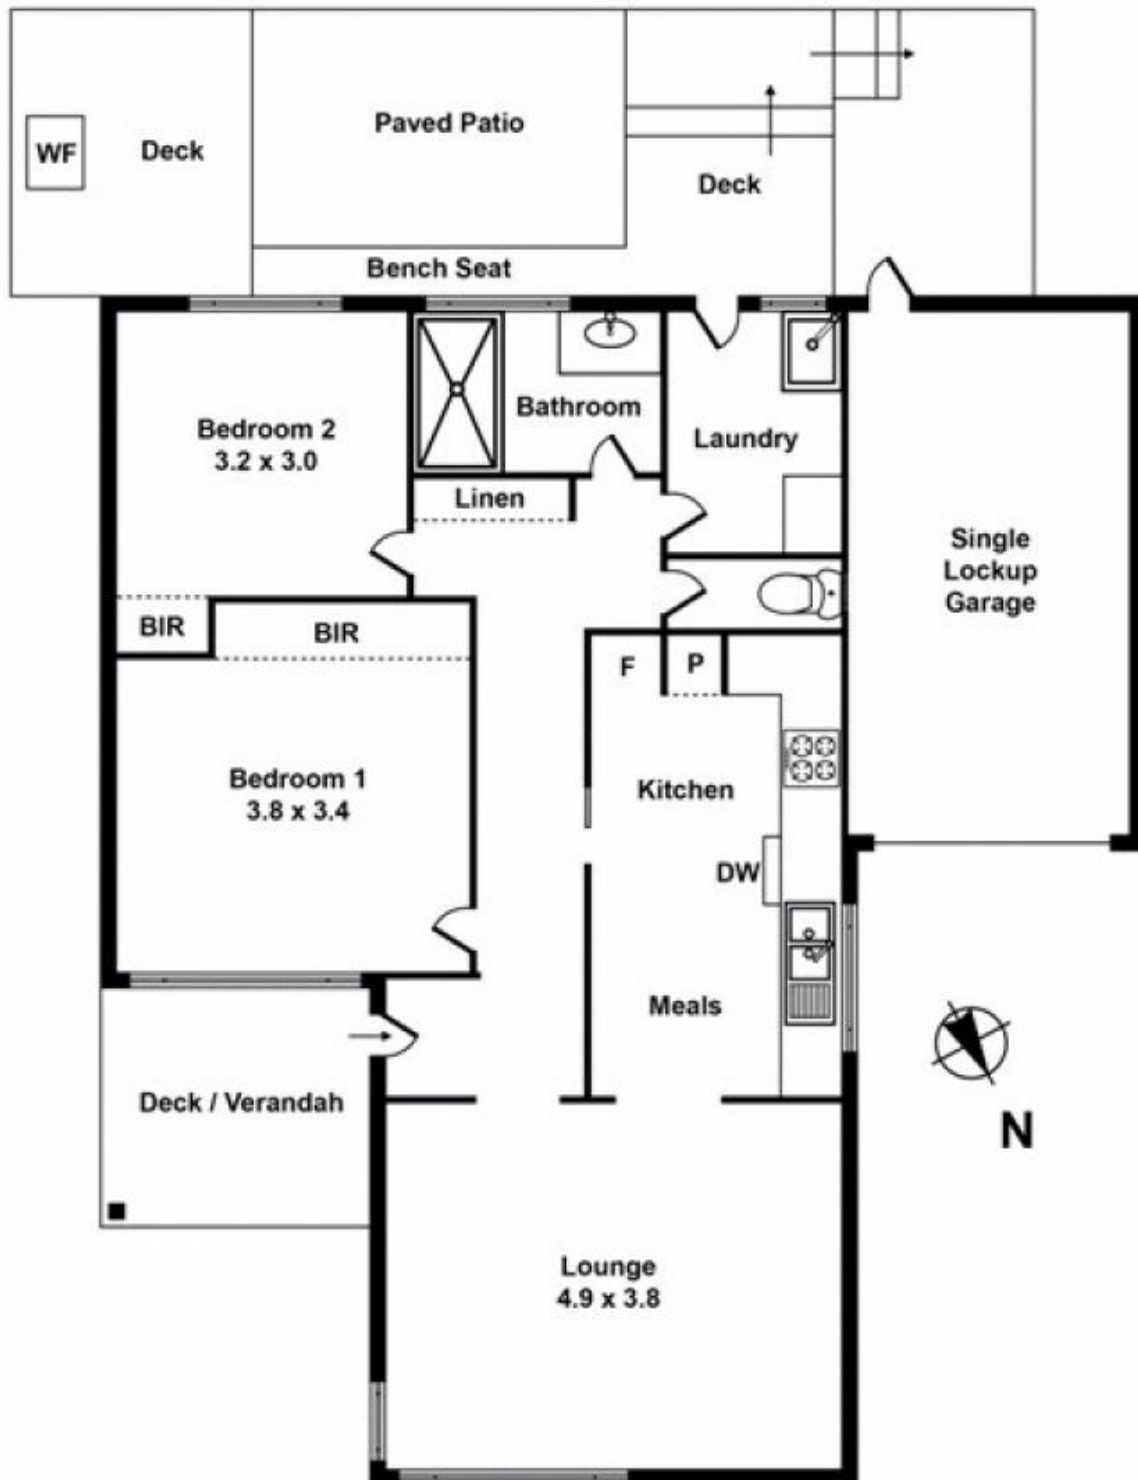 Paved Patio
WF
Deck
Deck
Bench Seat
Bedroom 2
3.2 x 3.0
Bathroom
Laundry
Linen
Single
Lockup
Garage
BIR
BIR
F
P
Bedroom 1
3.8 x 3.4
Kitchen
DW
Meals
Deck / Verandah
N
Lounge
4.9 x 3.8